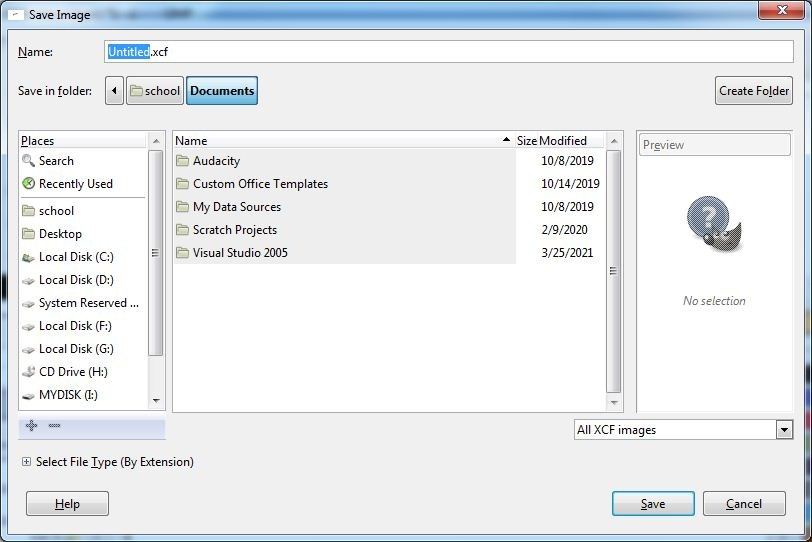 Save Image
Name: Untitled.xcf
Save in folder: school Documents Create Folder
Places
Search
Recently Used
school
Desktop
Local Disk (C:)
Local Disk (D:)
System Reserved ...
Local Disk (F:)
Local Disk (G:)
CD Drive (H:)
MYDISK (I:)
Name Size Modified
Audacity 10/8/2019
Custom Office Templates 10/14/2019
My Data Sources 10/8/2019
Scratch Projects 2/9/2020
Visual Studio 2005 3/25/2021
Preview
No selection
All XCF images
Select File Type (By Extension)
Help Save Cancel